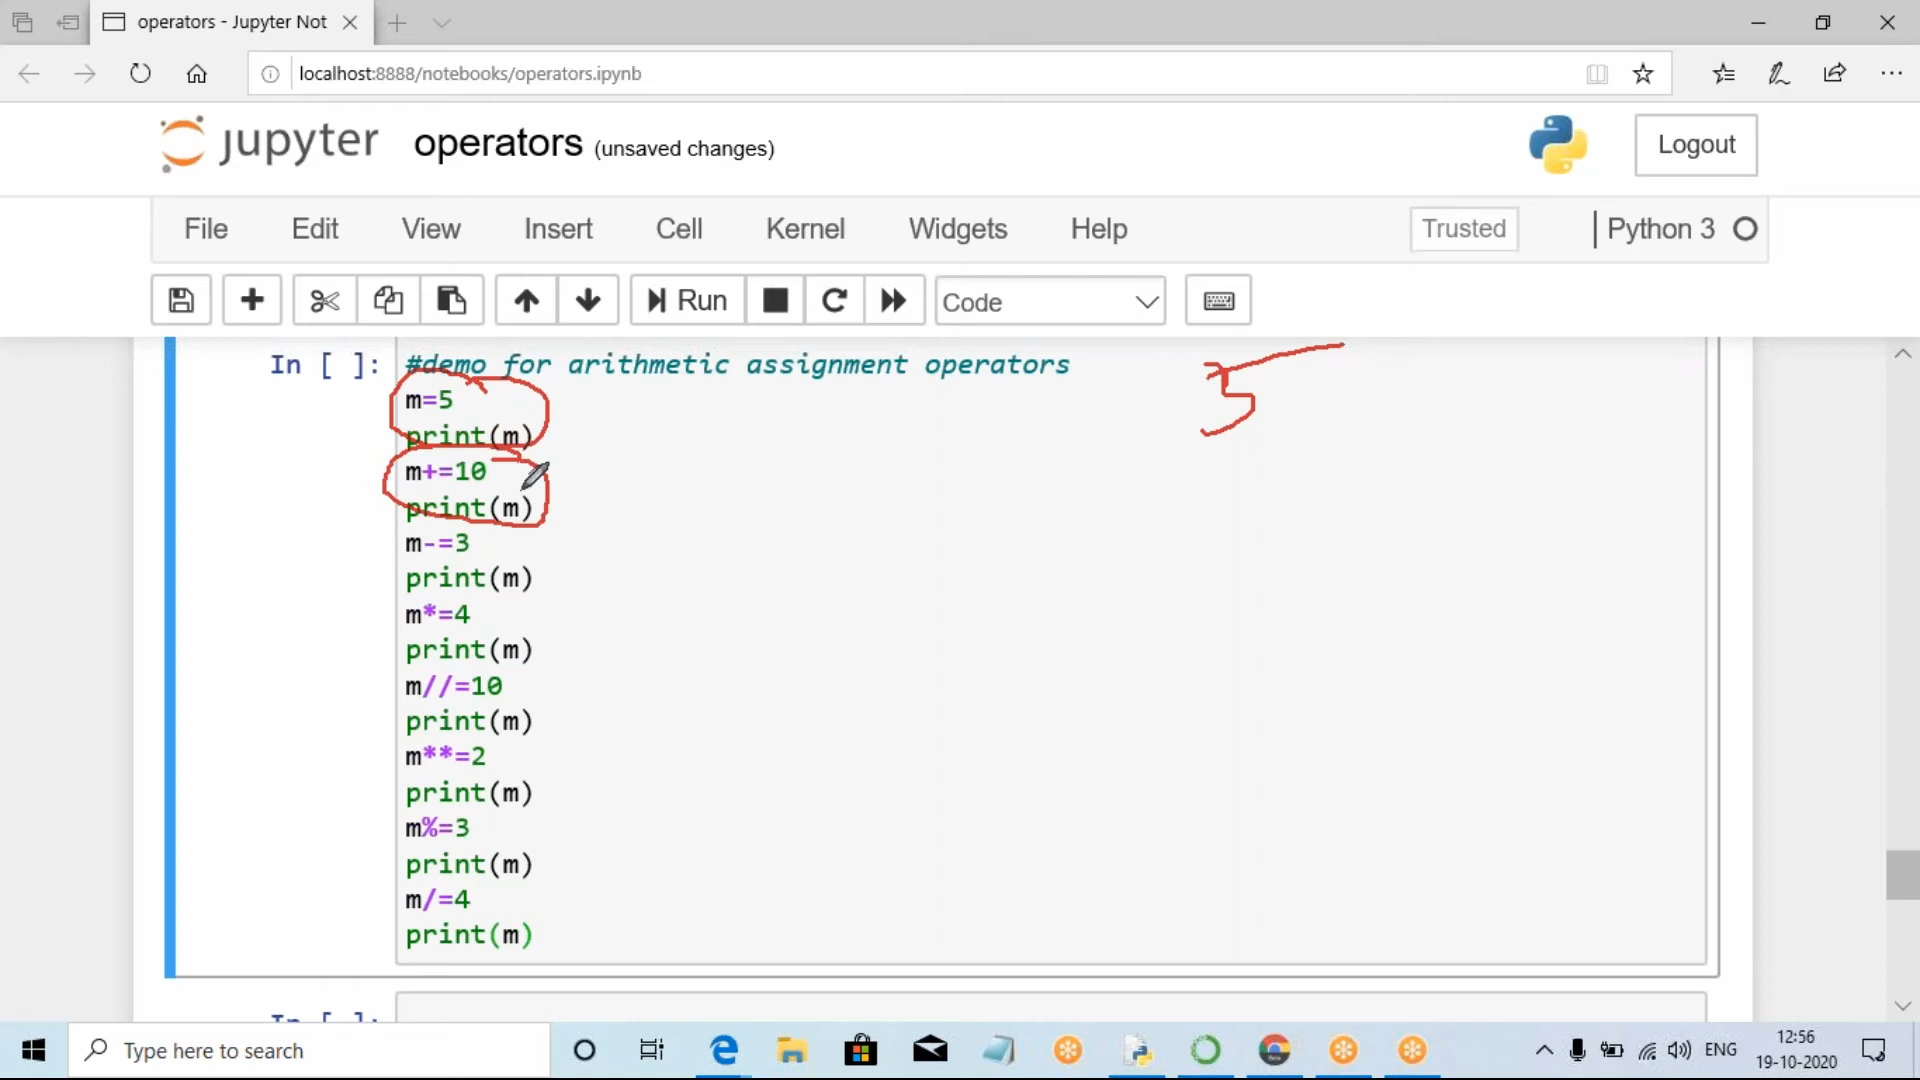 operators - Jupyter Not
localhost:8888/notebooks/operators.ipynb
jupyter operators (unsaved changes)
Logout
File Edit View Insert Cell Kernel Widgets Help Trusted Python 3
Run Code
In [ ]: #demo for arithmetic assignment operators
5
m=5
print(m)
m+=10
print(m)
m-=3
print(m)
m*=4
print(m)
m//=10
print(m)
m**=2
print(m)
m%=3
print(m)
m/=4
print(m)
In [ ]:
Type here to search
ENG
12:56
19-10-2020